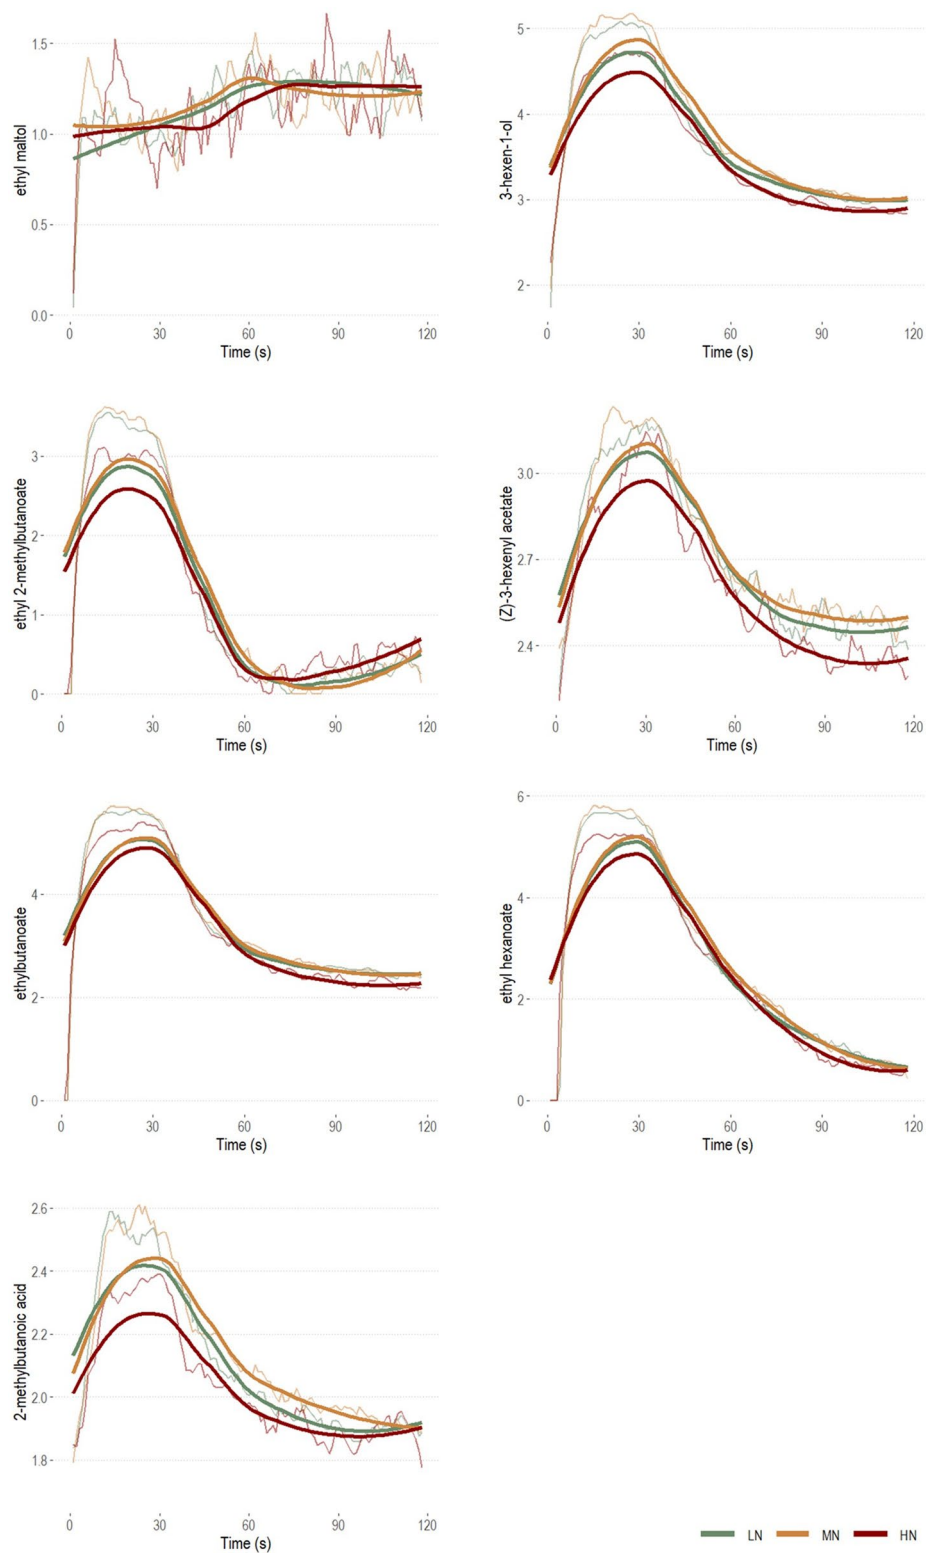 ethyl maltol
1.5
1.0
0.5
0.0
0 30 60 90 120
Time (s)
3-hexen-1-ol
5
4
3
2
0 30 60 90 120
Time (s)
ethyl 2-methylbutanoate
3
2
1
0
0 30 60 90 120
Time (s)
(Z)-3-hexenyl acetate
3.0
2.7
2.4
0 30 60 90 120
Time (s)
ethylbutanoate
4
2
0
0 30 60 90 120
Time (s)
ethyl hexanoate
6
4
2
0
0 30 60 90 120
Time (s)
2-methylbutanoic acid
2.6
2.4
2.2
2.0
1.8
0 30 60 90 120
Time (s)
LN MN HN